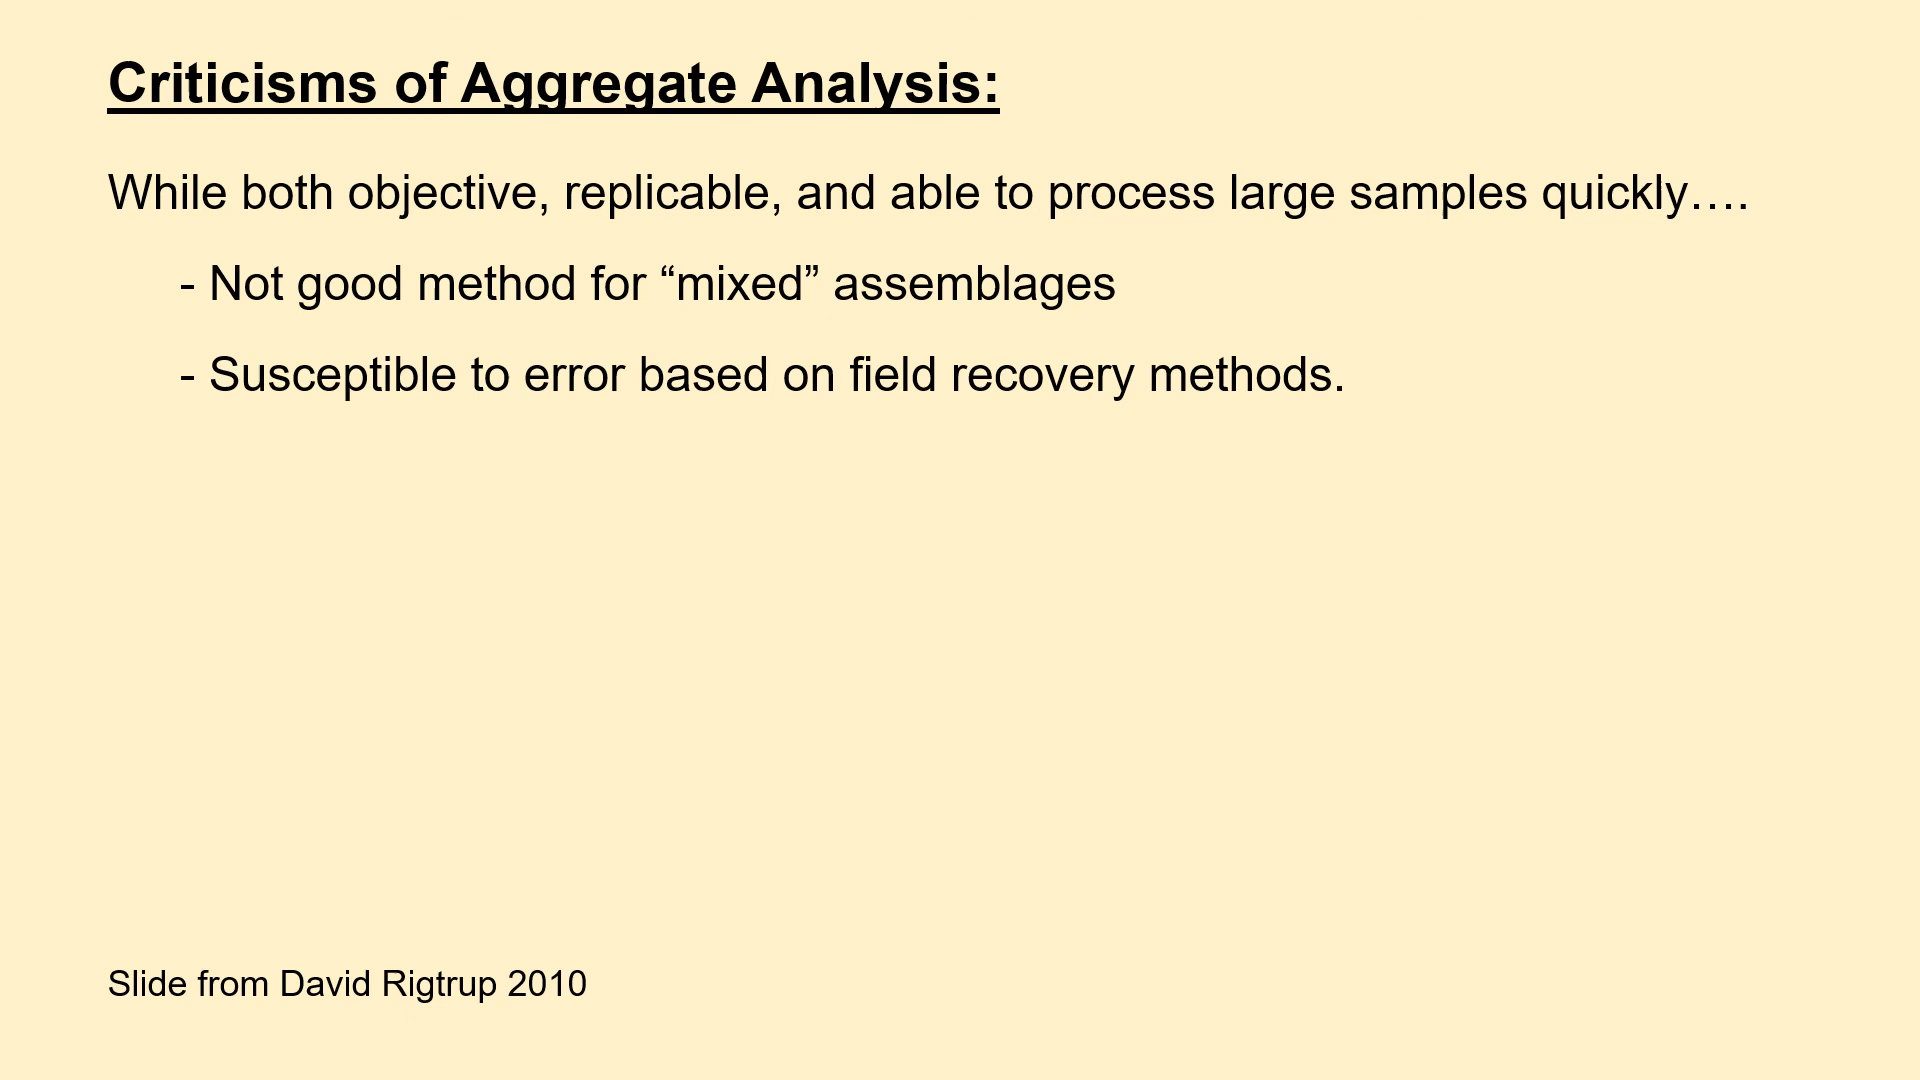 Criticisms of Aggregate Analysis:
While both objective, replicable, and able to process large samples quickly….
- Not good method for “mixed” assemblages
- Susceptible to error based on field recovery methods.
Slide from David Rigtrup 2010